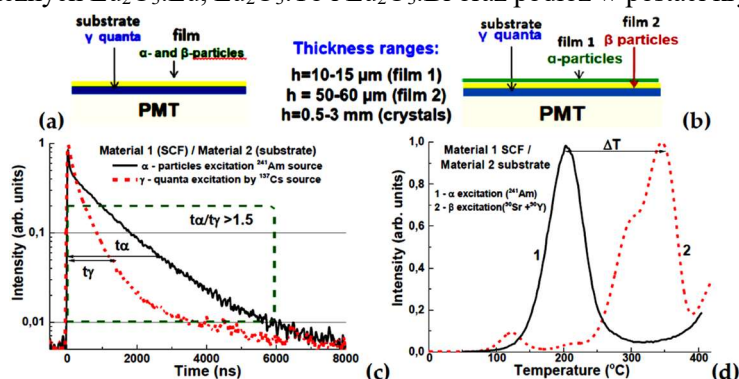 substrate
γ quanta
film
α- and β-particles
PMT
(a)
Thickness ranges:
h=10-15 µm (film 1)
h = 50-60 µm (film 2)
h=0.5-3 mm (crystals)
substrate
γ quanta
film 1
α-particles
film 2
β particles
PMT
(b)
Material 1 (SCF) / Material 2 (substrate)
α - particles excitation ²⁴¹Am source
γ - quanta excitation by ¹³⁷Cs source
tα/tγ >1.5
tα
tγ
Intensity (arb. units)
1
0,1
0,01
0 2000 4000 6000 8000
Time (ns)
(c)
Material 1 SCF /
Material 2 substrate
ΔT
1 - α excitation (²⁴¹Am)
2 - β excitation(⁹⁰Sr +⁹⁰Y)
1
2
Intensity (arb. units)
1,0
0,8
0,6
0,4
0,2
0,0
0 100 200 300 400
Temperature (°C)
(d)